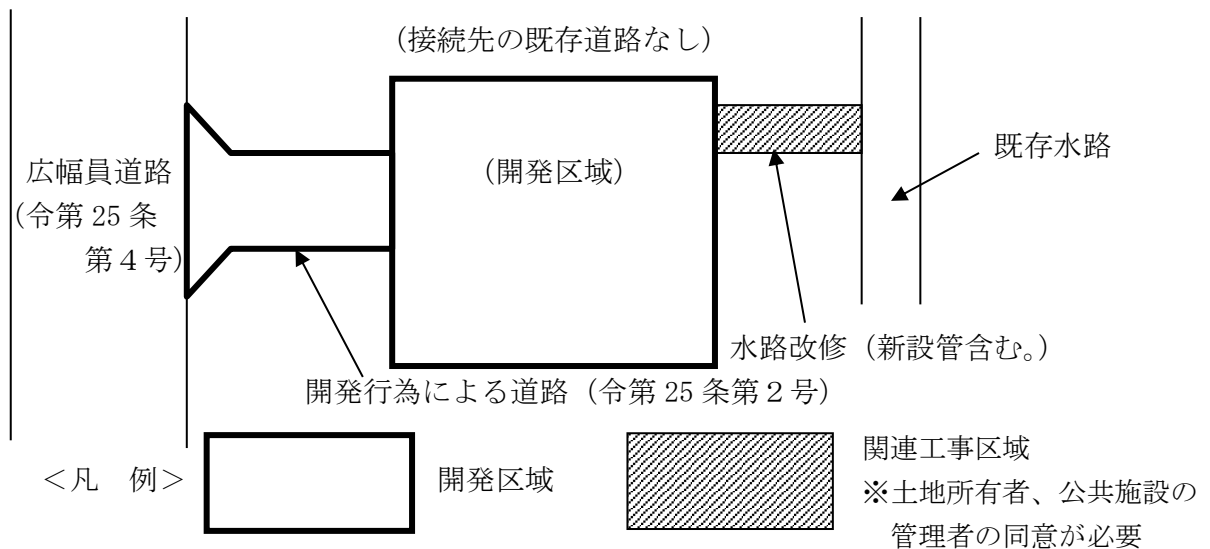 (接続先の既存道路なし)
広幅員道路
(令第 25 条
第4号)
(開発区域)
既存水路
水路改修(新設管含む。)
開発行為による道路(令第 25 条第2号)
<凡 例>
開発区域
関連工事区域
※土地所有者、公共施設の
管理者の同意が必要